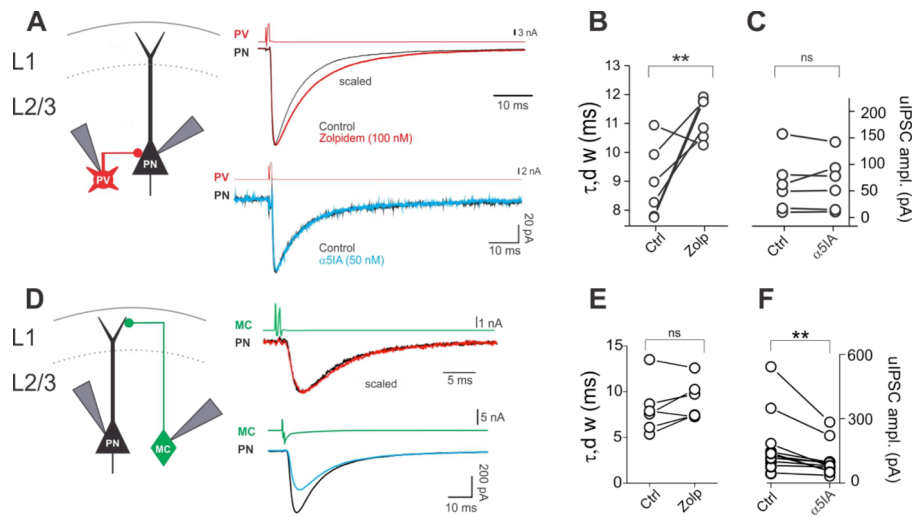 A
L1
L2/3
PV
PN
PV
PN
3 nA
scaled
10 ms
Control
Zolpidem (100 nM)
PV
PN
2 nA
Control
α5IA (50 nM)
20 pA
10 ms
B
**
τ,d w (ms)
13
12
11
10
9
8
Ctrl
Zolp
C
ns
200
150
100
50
0
uIPSC ampl. (pA)
Ctrl
α5IA
D
L1
L2/3
PN
MC
MC
PN
1 nA
scaled
5 ms
MC
PN
5 nA
200 pA
10 ms
E
ns
τ,d w (ms)
15
10
5
0
Ctrl
Zolp
F
**
600
300
0
uIPSC ampl. (pA)
Ctrl
α5IA